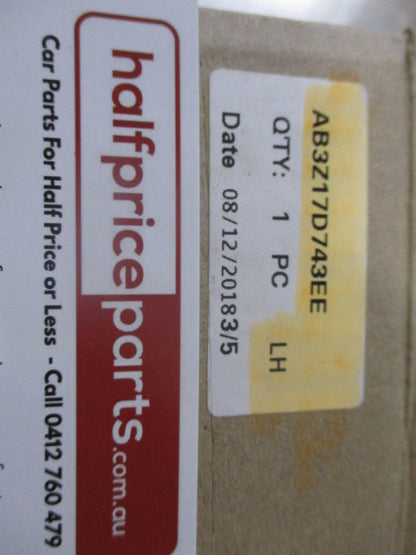 halfpriceparts.com.au
Car Parts For Half Price or Less - Call 0412 760 479
AB3Z17D743EE
Q'TY: 1 PC LH
Date 08/12/20183/5